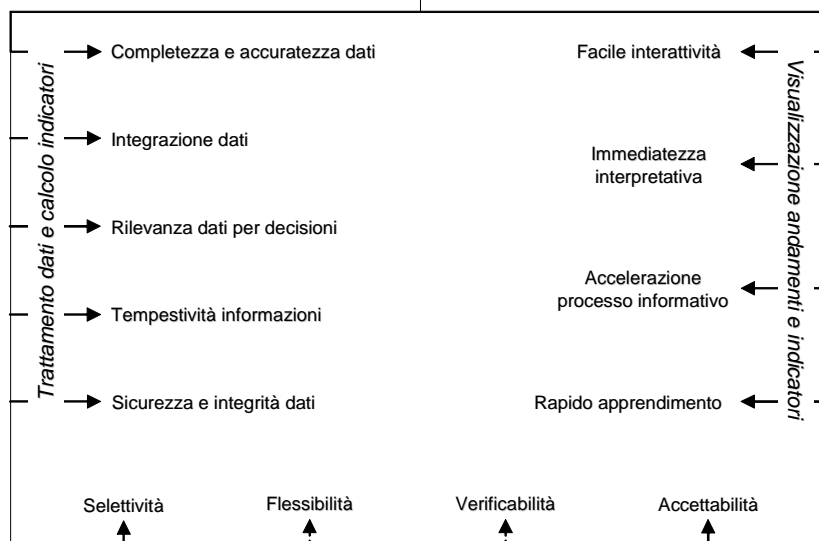 Trattamento dati e calcolo indicatori
Completezza e accuratezza dati
Integrazione dati
Rilevanza dati per decisioni
Tempestività informazioni
Sicurezza e integrità dati
Facile interattività
Immediatezza
interpretativa
Accelerazione
processo informativo
Rapido apprendimento
Visualizzazione andamenti e indicatori
Selettività
Flessibilità
Verificabilità
Accettabilità